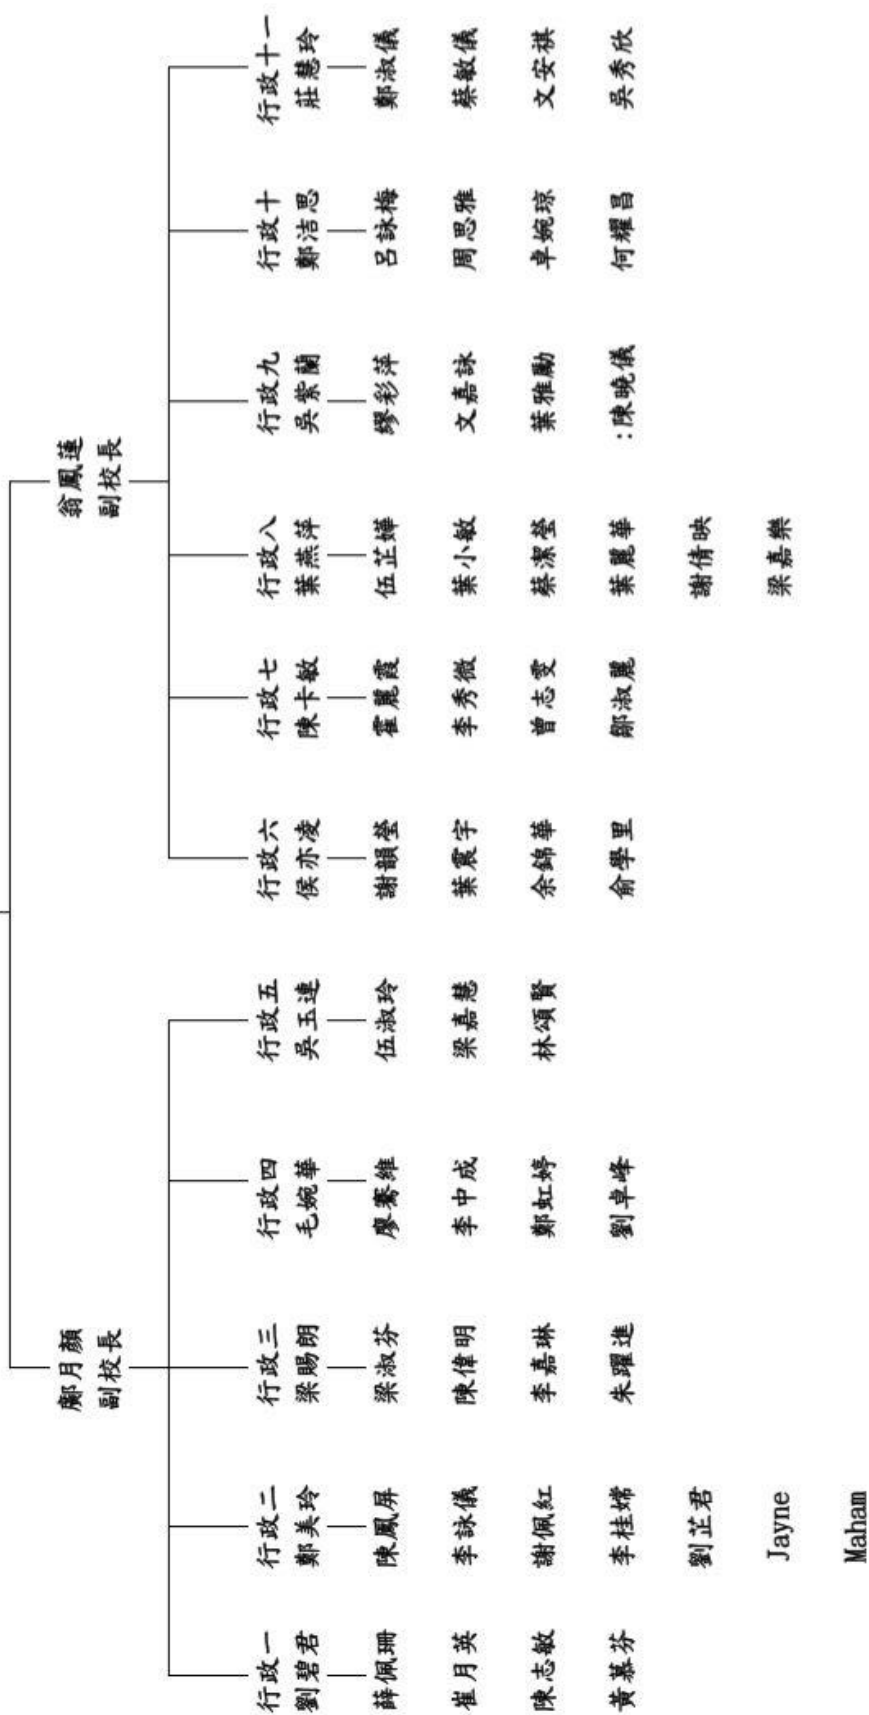 鄺月顏
副校長
翁鳳蓮
副校長
行政一
劉碧君
薛佩珊
崔月英
陳志敏
黃慕芬
行政二
鄭美玲
陳鳳屏
李詠儀
謝佩紅
李桂嫦
劉芷君
Jayne
Maham
行政三
梁賜朗
梁淑芬
陳偉明
李嘉琳
朱躍進
行政四
毛婉華
廖騫維
李中成
鄭虹婷
劉卓峰
行政五
吳玉連
伍淑玲
梁嘉慧
林頌賢
行政六
侯亦凌
謝韻瑩
葉震宇
余錦華
俞學里
行政七
陳卡敏
霍麗霞
李秀微
曾志雯
鄒淑麗
行政八
葉燕萍
伍芷嬅
葉小敏
蔡潔瑩
葉麗華
謝倩映
梁嘉樂
行政九
吳紫蘭
繆彩萍
文嘉詠
葉雅勵
:陳曉儀
行政十
鄭洁思
呂詠梅
周思雅
卓婉琼
何耀昌
行政十一
莊慧玲
鄭淑儀
蔡敏儀
文安祺
吳秀欣